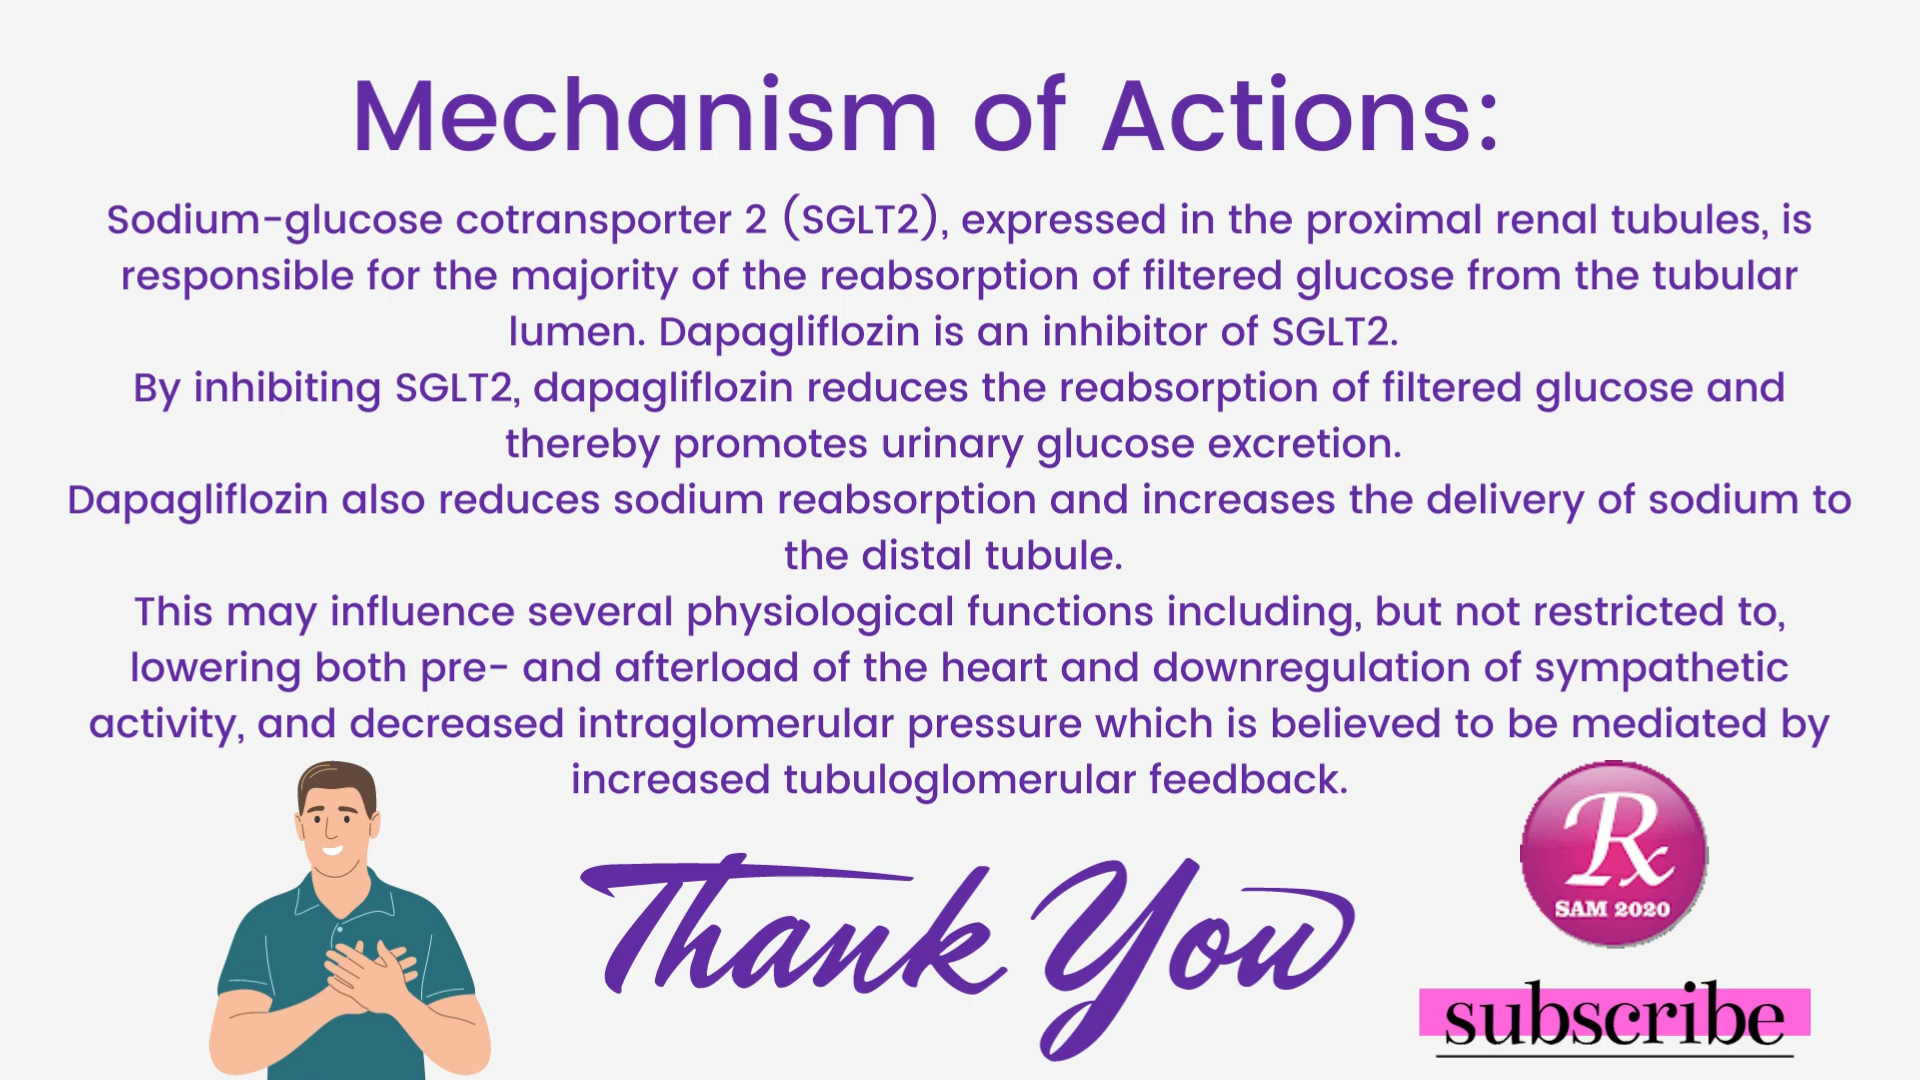 Mechanism of Actions:
Sodium-glucose cotransporter 2 (SGLT2), expressed in the proximal renal tubules, is
responsible for the majority of the reabsorption of filtered glucose from the tubular
lumen. Dapagliflozin is an inhibitor of SGLT2.
By inhibiting SGLT2, dapagliflozin reduces the reabsorption of filtered glucose and
thereby promotes urinary glucose excretion.
Dapagliflozin also reduces sodium reabsorption and increases the delivery of sodium to
the distal tubule.
This may influence several physiological functions including, but not restricted to,
lowering both pre- and afterload of the heart and downregulation of sympathetic
activity, and decreased intraglomerular pressure which is believed to be mediated by
increased tubuloglomerular feedback.
Thank You
Rx
SAM 2020
subscribe